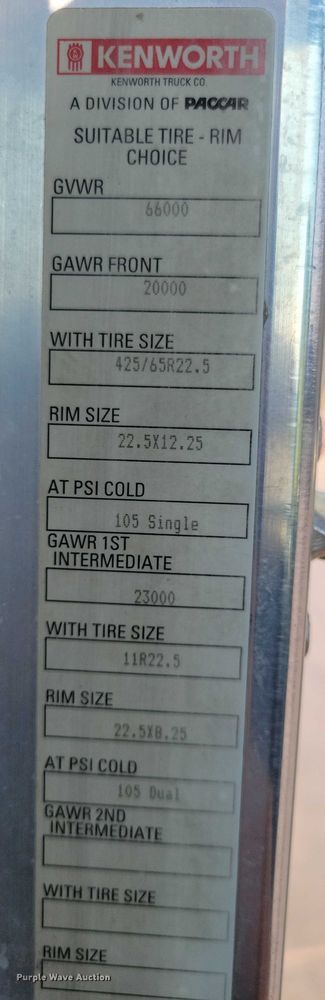 KENWORTH
KENWORTH TRUCK CO.
A DIVISION OF PACCAR
SUITABLE TIRE - RIM
CHOICE
GVWR
66000
GAWR FRONT
20000
WITH TIRE SIZE
425/65R22.5
RIM SIZE
22.5X12.25
AT PSI COLD
105 Single
GAWR 1ST
INTERMEDIATE
23000
WITH TIRE SIZE
11R22.5
RIM SIZE
22.5X8.25
AT PSI COLD
105 Dual
GAWR 2ND
INTERMEDIATE
WITH TIRE SIZE
RIM SIZE
Purple Wave Auction